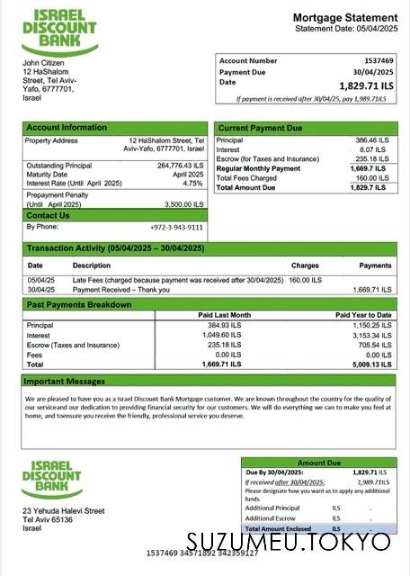 ISRAEL
DISCOUNT
BANK
Mortgage Statement
Statement Date: 05/04/2025
John Citizen
12 HaShalom
Street, Tel Aviv-
Yafo, 6777701,
Israel
Account Number 1537469
Payment Due 30/04/2025
Date
1,829.71 ILS
If payment is received after 30/04/25, pay 1,989.71ILS
Account Information
Property Address 12 HaShalom Street, Tel
Aviv-Yafo, 6777701, Israel
Outstanding Principal 264,776.43 ILS
Maturity Date April 2025
Interest Rate (Until April 2025) 4.75%
Prepayment Penalty
(Until April 2025) 3,500.00 ILS
Contact Us
By Phone: +972-3-943-9111
Current Payment Due
Principal 386.46 ILS
Interest 8.07 ILS
Escrow (for Taxes and Insurance) 235.18 ILS
Regular Monthly Payment 1,669.7 ILS
Total Fees Charged 160.00 ILS
Total Amount Due 1,829.7 ILS
Transaction Activity (05/04/2025 – 30/04/2025)
Date Description Charges Payments
05/04/25 Late Fees (charged because payment was received after 30/04/2025) 160.00 ILS
30/04/25 Payment Received – Thank you 1,669.71 ILS
Past Payments Breakdown
Paid Last Month Paid Year to Date
Principal 384.93 ILS 1,150.25 ILS
Interest 1,049.60 ILS 3,153.34 ILS
Escrow (Taxes and Insurance) 235.18 ILS 705.54 ILS
Fees 0.00 ILS 0.00 ILS
Total 1,669.71 ILS 5,009.13 ILS
Important Messages
We are pleased to have you as a Israel Discount Bank Mortgage customer. We are known throughout the country for the quality of
our serviceand our dedication to providing financial security for our customers. We will do everything we can to make you feel at
home, and toensure you receive the friendly, professional service you deserve.
ISRAEL
DISCOUNT
BANK
23 Yehuda Halevi Street
Tel Aviv 65136
Israel
Amount Due
Due By 30/04/2025: 1,829.71 ILS
If received after 30/04/2025: 1,989.71ILS
Please designate how you want us to apply any additional
funds.
Additional Principal ILS .
Additional Escrow ILS .
Total Amount Enclosed ILS .
SUZUMEU.TOKYO
1537469 34571892 342359127